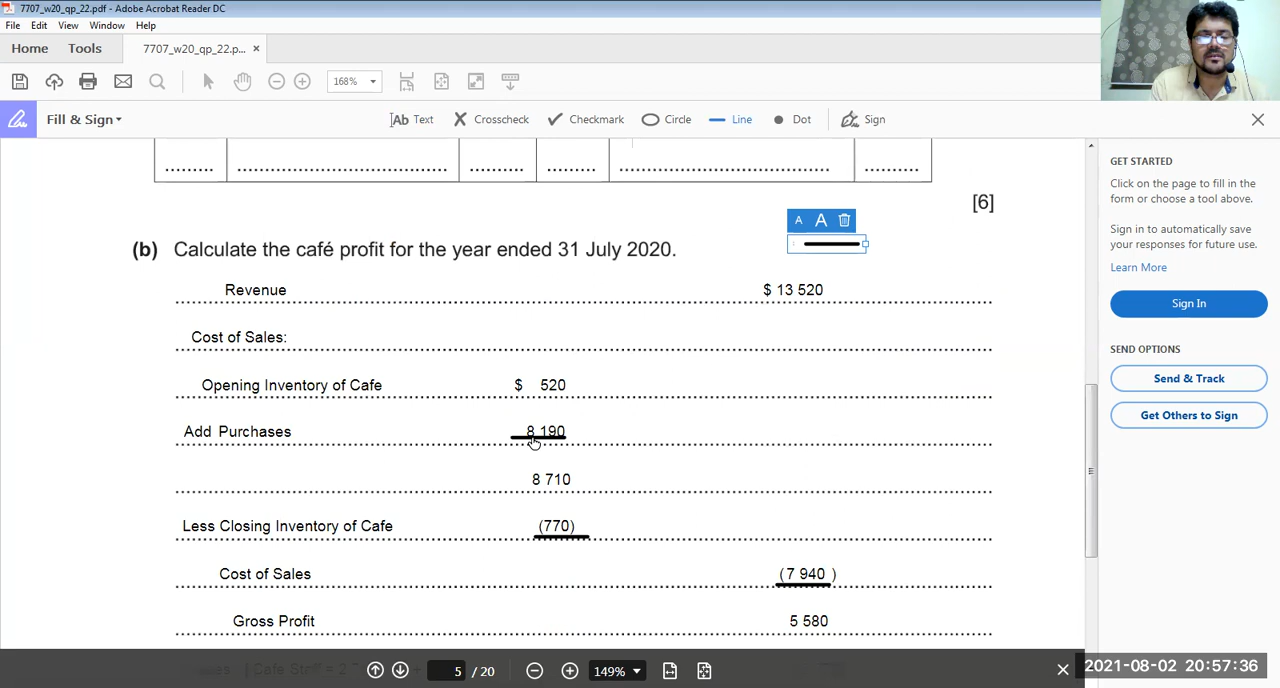 7707_w20_qp_22.pdf - Adobe Acrobat Reader DC
File Edit View Window Help
Home Tools 7707_w20_qp_22.p... ×
168%
Fill & Sign
Ab Text Crosscheck Checkmark Circle Line Dot Sign
[6]
A A
(b) Calculate the café profit for the year ended 31 July 2020.
Revenue $ 13 520
Cost of Sales:
Opening Inventory of Cafe $ 520
Add Purchases 8 190
8 710
Less Closing Inventory of Cafe (770)
Cost of Sales (7 940 )
Gross Profit 5 580
GET STARTED
Click on the page to fill in the
form or choose a tool above.
Sign in to automatically save
your responses for future use.
Learn More
Sign In
SEND OPTIONS
Send & Track
Get Others to Sign
5 / 20 149%
2021-08-02 20:57:36